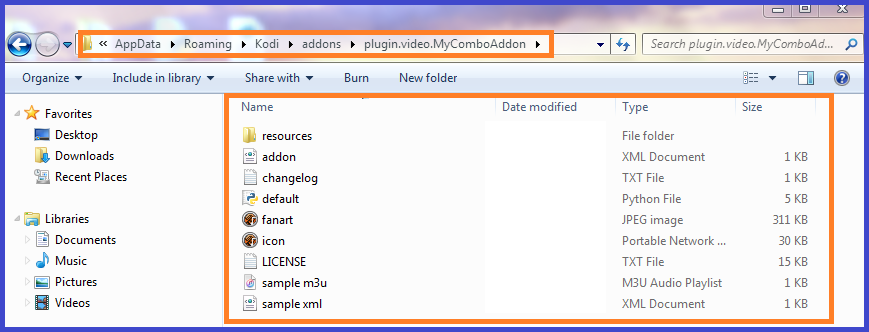 « AppData Roaming Kodi addons plugin.video.MyComboAddon Search plugin.video.MyComboAd...
Organize Include in library Share with Burn New folder
Name Date modified Type Size
Favorites
Desktop
Downloads
Recent Places
Libraries
Documents
Music
Pictures
Videos
resources File folder
addon XML Document 1 KB
changelog TXT File 1 KB
default Python File 5 KB
fanart JPEG image 311 KB
icon Portable Network ... 30 KB
LICENSE TXT File 15 KB
sample m3u M3U Audio Playlist 1 KB
sample xml XML Document 1 KB